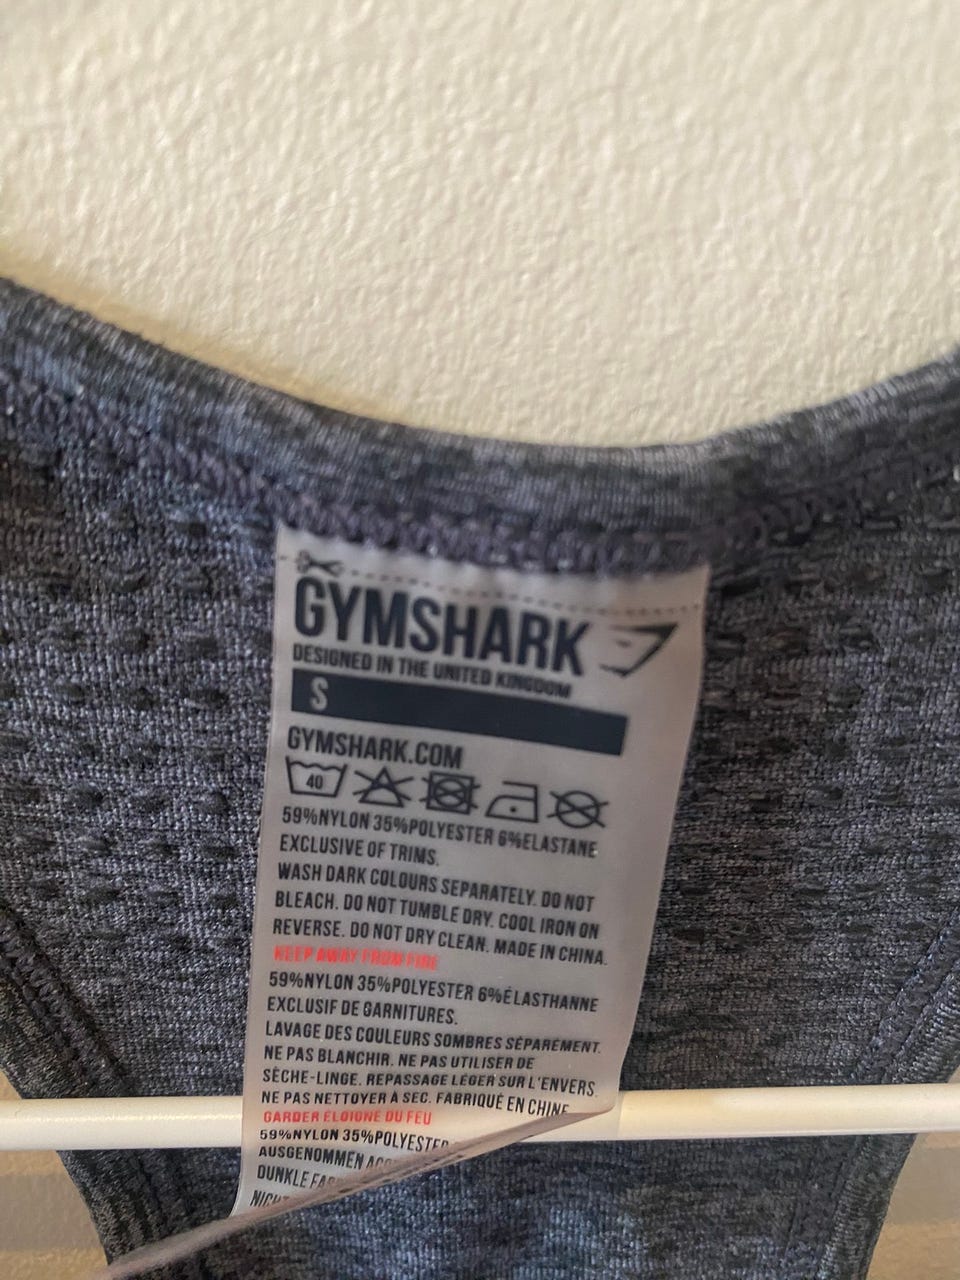 GYMSHARK
DESIGNED IN THE UNITED KINGDOM
S
GYMSHARK.COM
40
59%NYLON 35%POLYESTER 6%ELASTANE
EXCLUSIVE OF TRIMS.
WASH DARK COLOURS SEPARATELY. DO NOT
BLEACH. DO NOT TUMBLE DRY. COOL IRON ON
REVERSE. DO NOT DRY CLEAN. MADE IN CHINA.
KEEP AWAY FROM FIRE
59%NYLON 35%POLYESTER 6%ÉLASTHANNE
EXCLUSIF DE GARNITURES.
LAVAGE DES COULEURS SOMBRES SÉPARÉMENT.
NE PAS BLANCHIR. NE PAS UTILISER DE
SÈCHE-LINGE. REPASSAGE LÉGER SUR L'ENVERS.
NE PAS NETTOYER À SEC. FABRIQUÉ EN CHINE
GARDER ÉLOIGNÉ DU FEU
59%NYLON 35%POLYESTER
AUSGENOMMEN
DUNKLE